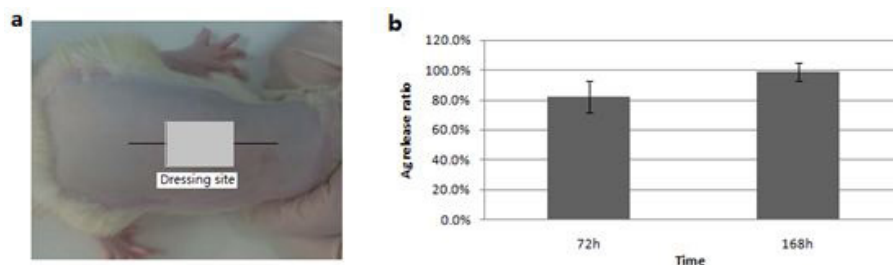 a
Dressing site
b
120.0%
100.0%
80.0%
60.0%
40.0%
20.0%
0.0%
Ag release ratio
72h
168h
Time